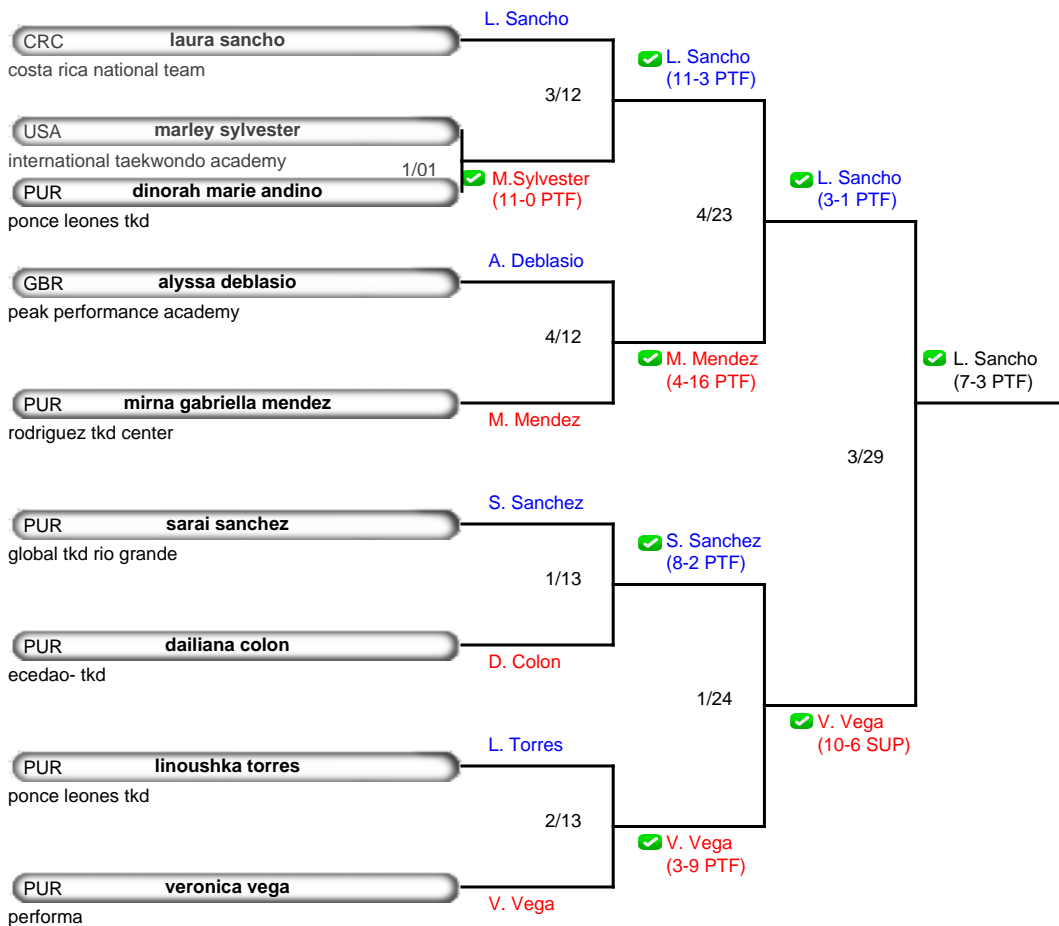 L. Sancho
CRC laura sancho
costa rica national team
L. Sancho
(11-3 PTF)
3/12
USA marley sylvester
international taekwondo academy
1/01
M.Sylvester
(11-0 PTF)
PUR dinorah marie andino
ponce leones tkd
L. Sancho
(3-1 PTF)
4/23
A. Deblasio
GBR alyssa deblasio
peak performance academy
4/12
M. Mendez
(4-16 PTF)
L. Sancho
(7-3 PTF)
PUR mirna gabriella mendez
rodriguez tkd center
M. Mendez
3/29
S. Sanchez
PUR sarai sanchez
global tkd rio grande
S. Sanchez
(8-2 PTF)
1/13
PUR dailiana colon
ecedao- tkd
D. Colon
1/24
V. Vega
(10-6 SUP)
L. Torres
PUR linoushka torres
ponce leones tkd
2/13
V. Vega
(3-9 PTF)
PUR veronica vega
performa
V. Vega